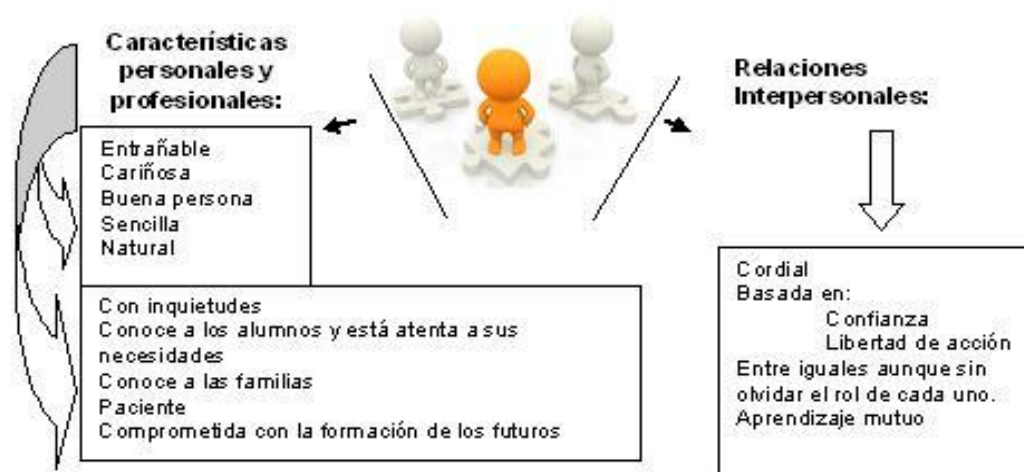 Característícas
personales y
profesionales:
Entrañable
Cariñosa
Buena persona
Sencilla
Natural
Con inquietudes
Conoce a los alumnos y está atenta a sus
necesidades
Conoce a las familias
Paciente
Comprometida con la formación de los futuros
Relaciones
Interpersonales:
Cordial
Basada en:
Confianza
Libertad de acción
Entre iguales aunque sin
olvidar el rol de cada uno.
Aprendizaje mutuo